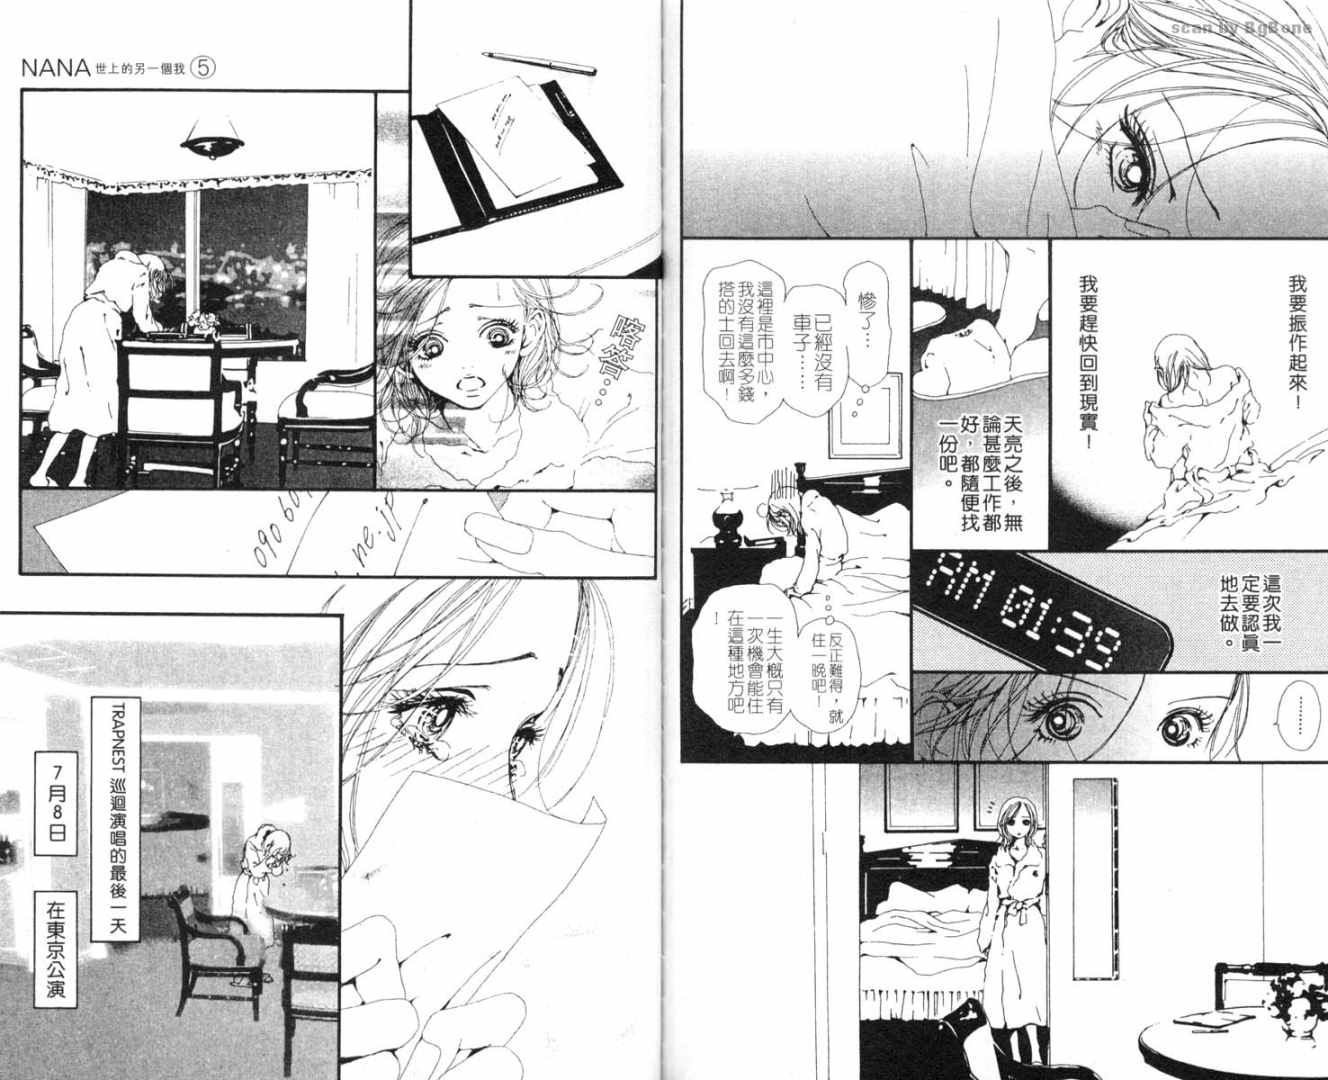 scan by BgBone
我要振作起來！
我要趕快回到現實！
天亮之後，無
論甚麼工作都
好，都隨便找
一份吧。
慘了…
已經沒有
車子……
這裡是市中心，
我沒有這麼多錢
搭的士回去啊！
這次我一
定要認真
地去做。
AM 01:39
………
反正難得，就
住一晚吧！
一生大概只有
一次機會能住
在這種地方吧
！
NANA 世上的另一個我 ⑤
喀答…
ne.jp
TRAPNEST 巡迴演唱的最後一天
7月8日
在東京公演